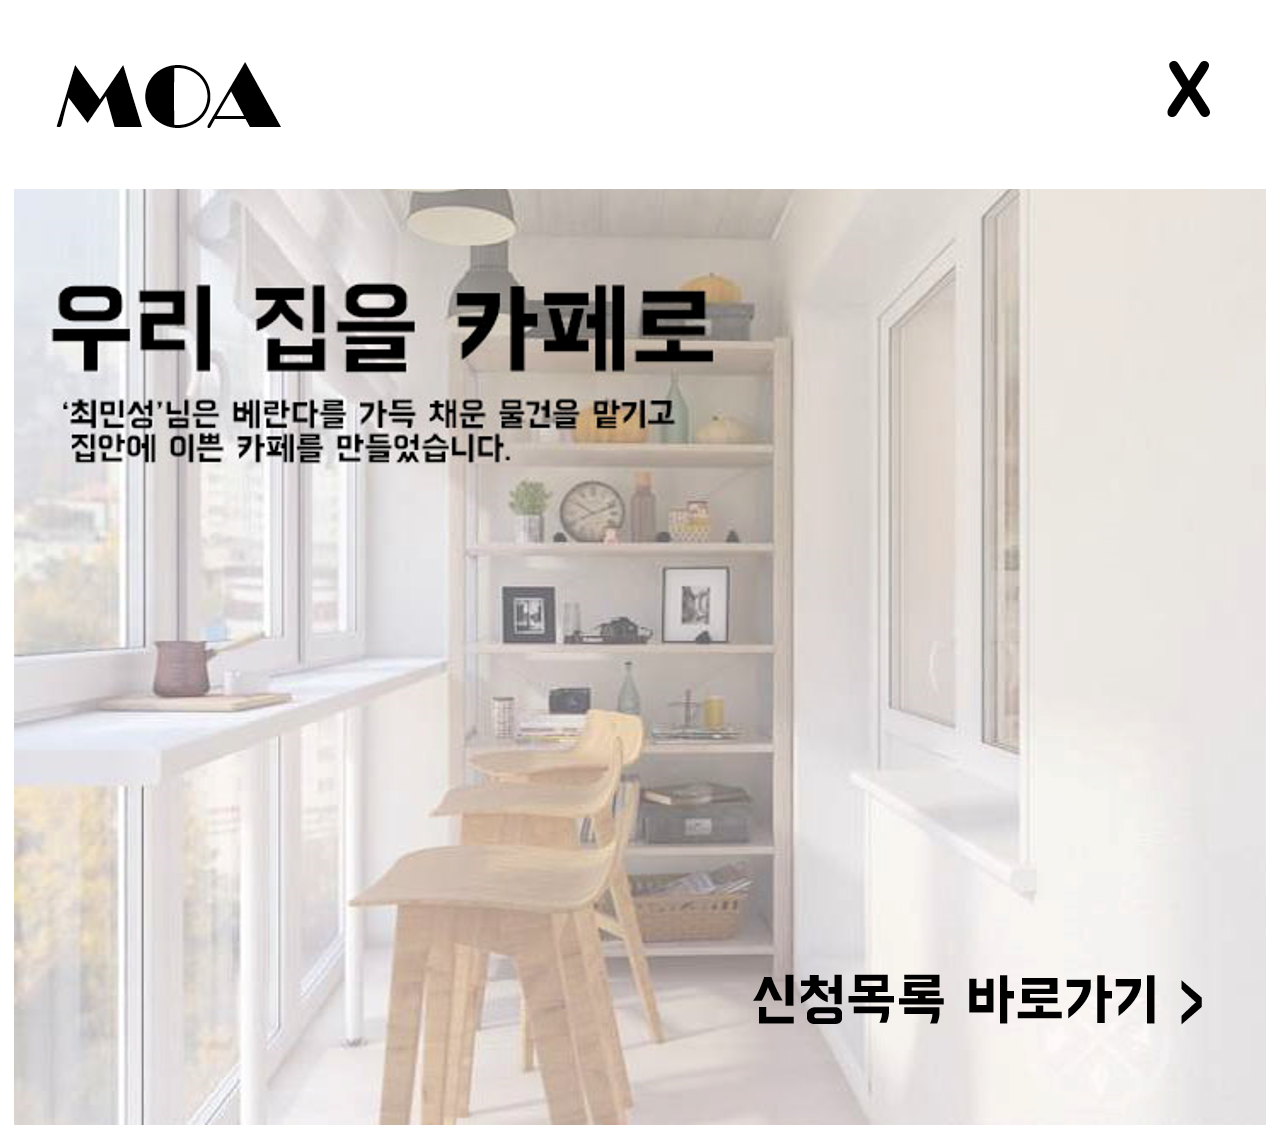 MOA
X
우리 집을 카페로
‘최민성’님은 베란다를 가득 채운 물건을 맡기고
집안에 이쁜 카페를 만들었습니다.
신청목록 바로가기 >